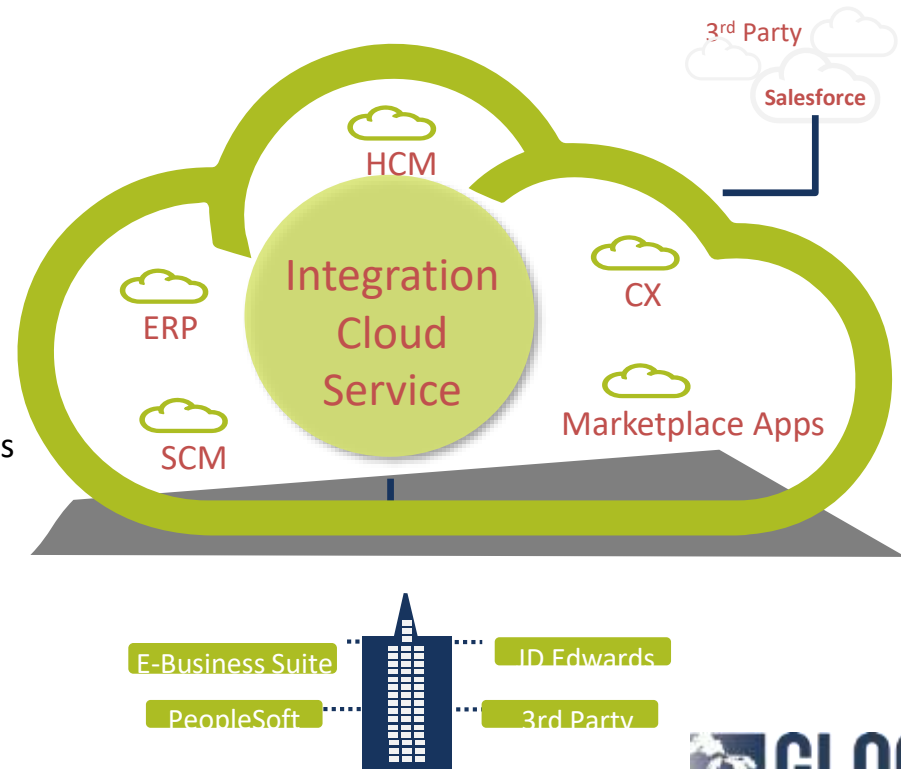 3rd Party
Salesforce
HCM
Integration
Cloud
Service
CX
ERP
Marketplace Apps
SCM
s
E-Business Suite
JD Edwards
PeopleSoft
3rd Party